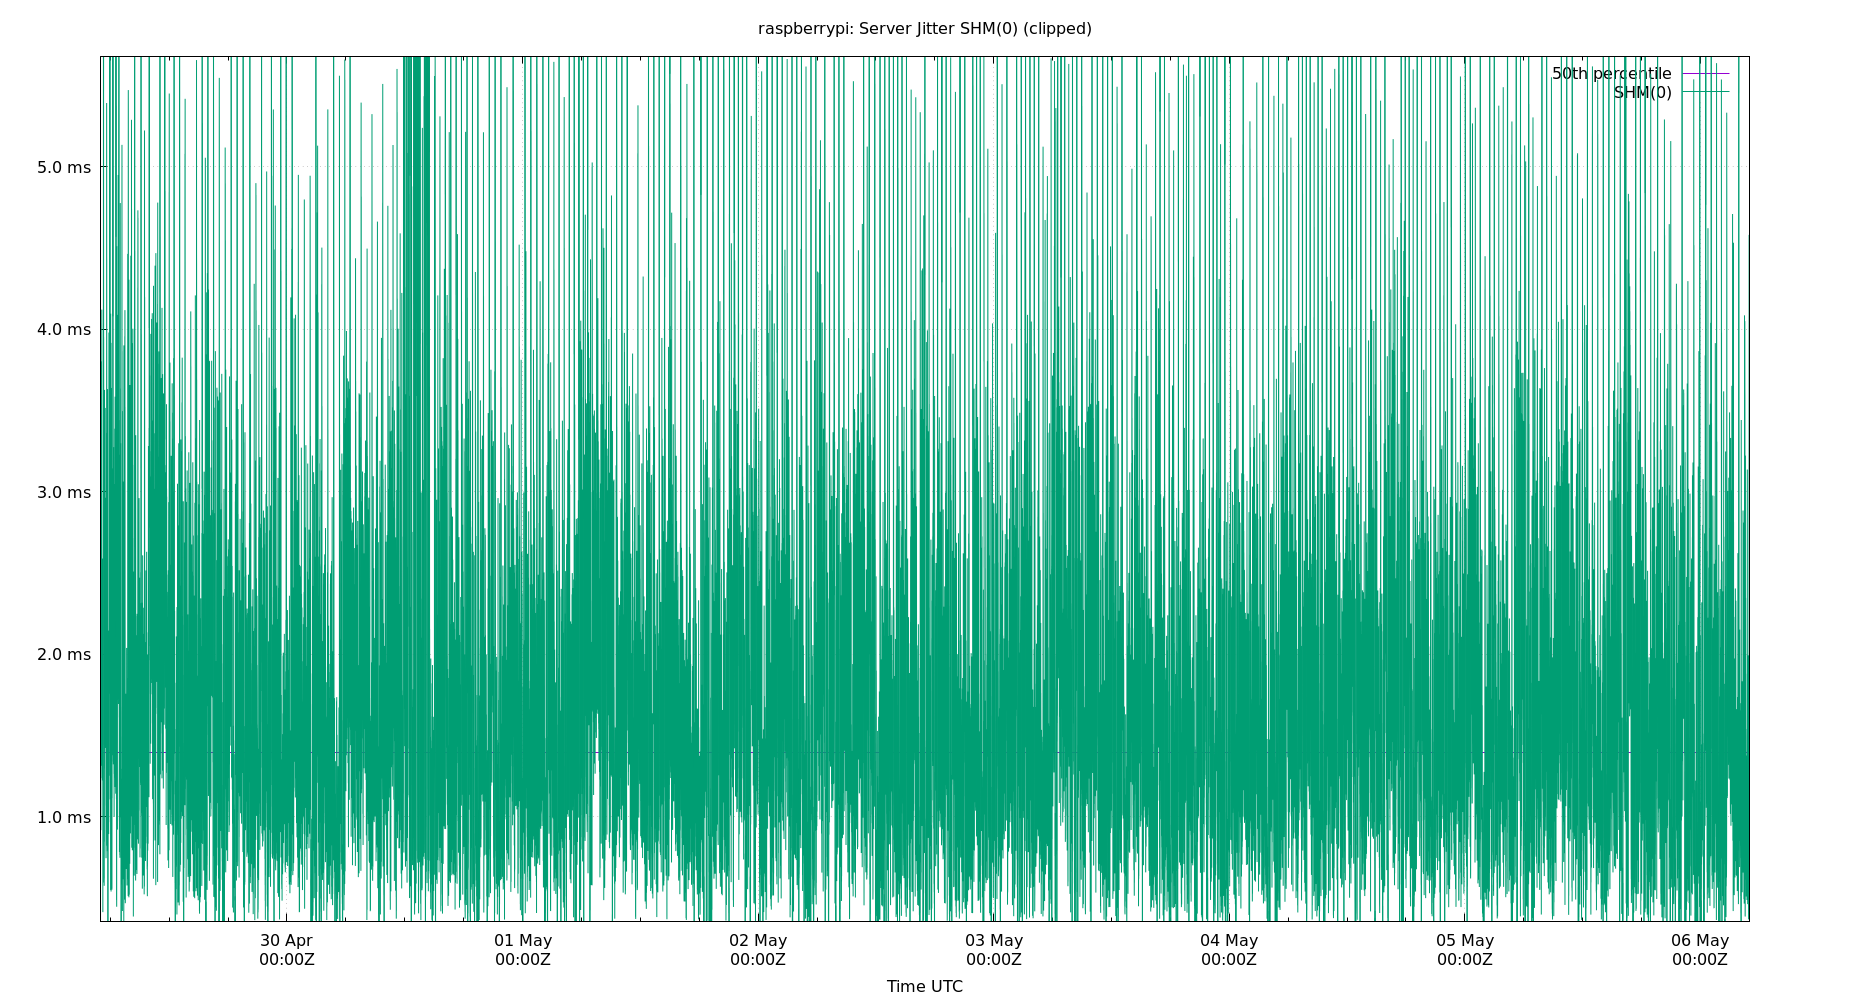 raspberrypi: Server Jitter SHM(0) (clipped)
50th percentile
SHM(0)
5.0 ms
4.0 ms
3.0 ms
2.0 ms
1.0 ms
30 Apr 01 May 02 May 03 May 04 May 05 May 06 May
00:00Z 00:00Z 00:00Z 00:00Z 00:00Z 00:00Z 00:00Z
Time UTC